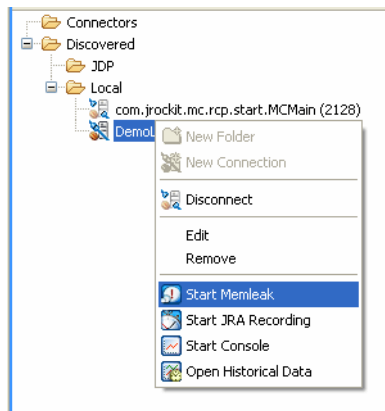 Connectors
Discovered
JDP
Local
com.jrockit.mc.rcp.start.MCMain (2128)
New Folder
New Connection
Disconnect
Edit
Remove
Start Memleak
Start JRA Recording
Start Console
Open Historical Data